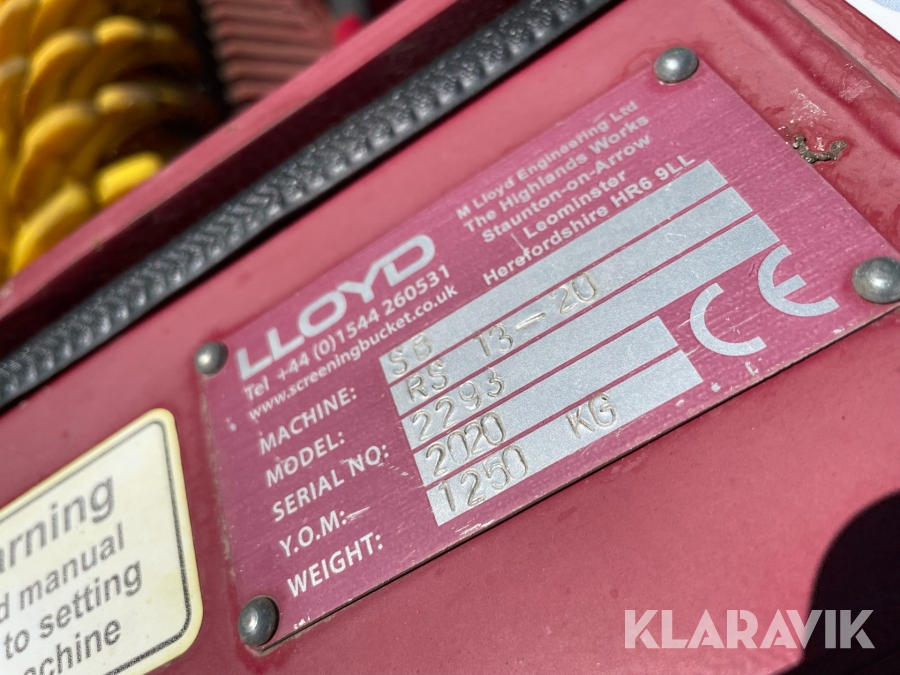 LLOYD
Tel +44 (0)1544 260531
www.screeningbucket.co.uk
M Lloyd Engineering Ltd
The Highlands Works
Staunton-on-Arrow
Leominster
Herefordshire HR6 9LL
MACHINE: SB
MODEL: RS 13-20
SERIAL NO: 2293
Y.O.M: 2020
WEIGHT: 1250 KG
CE
arning
d manual
to setting
achine
KLARAVIK